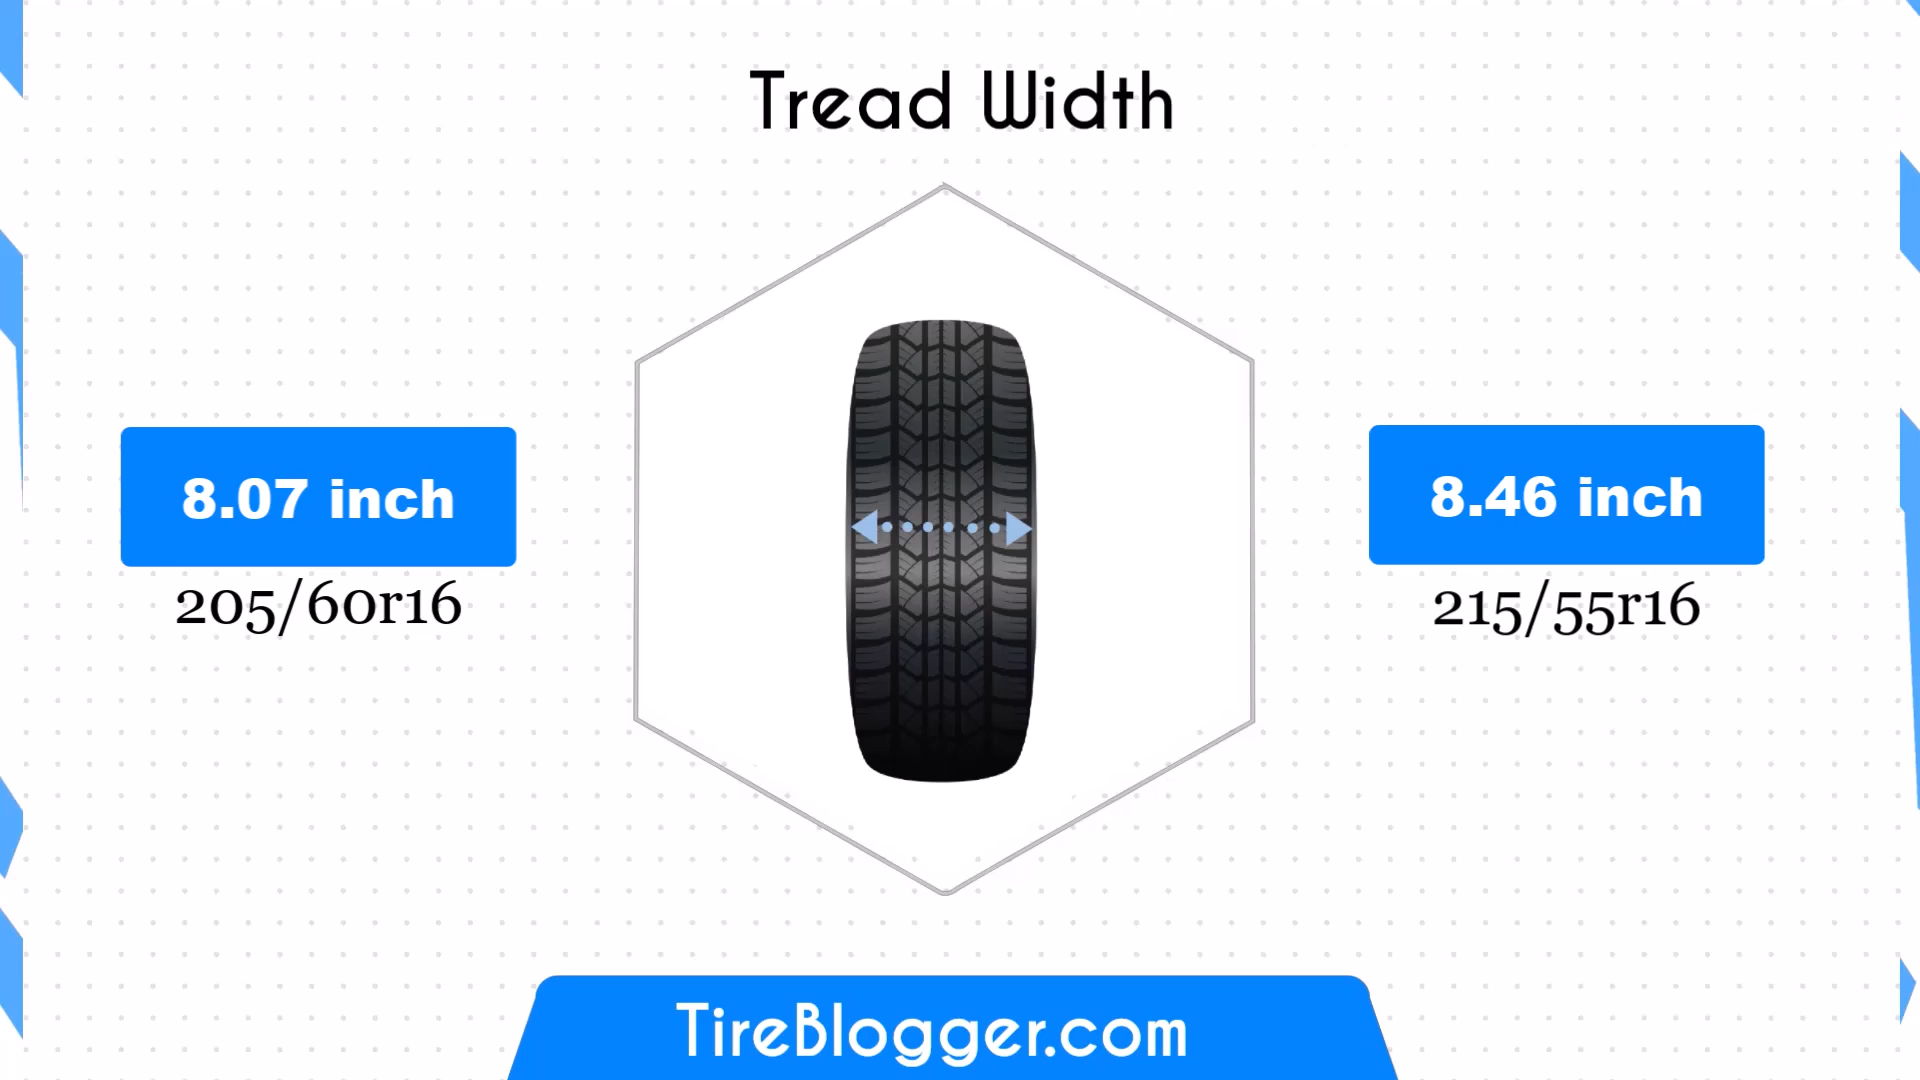 Tread Width
8.07 inch
205/60r16
8.46 inch
215/55r16
TireBlogger.com